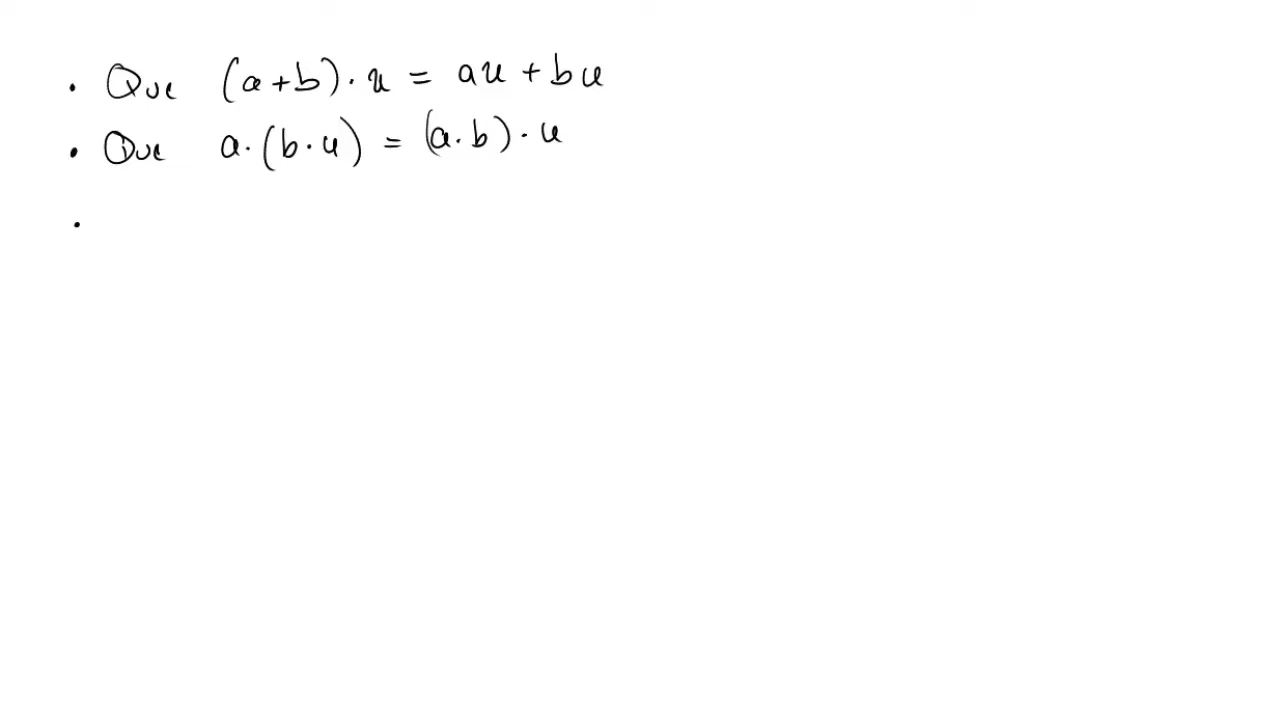 · Que (a+b)·u = au + bu
· Que a·(b·u) = (a·b)·u
·